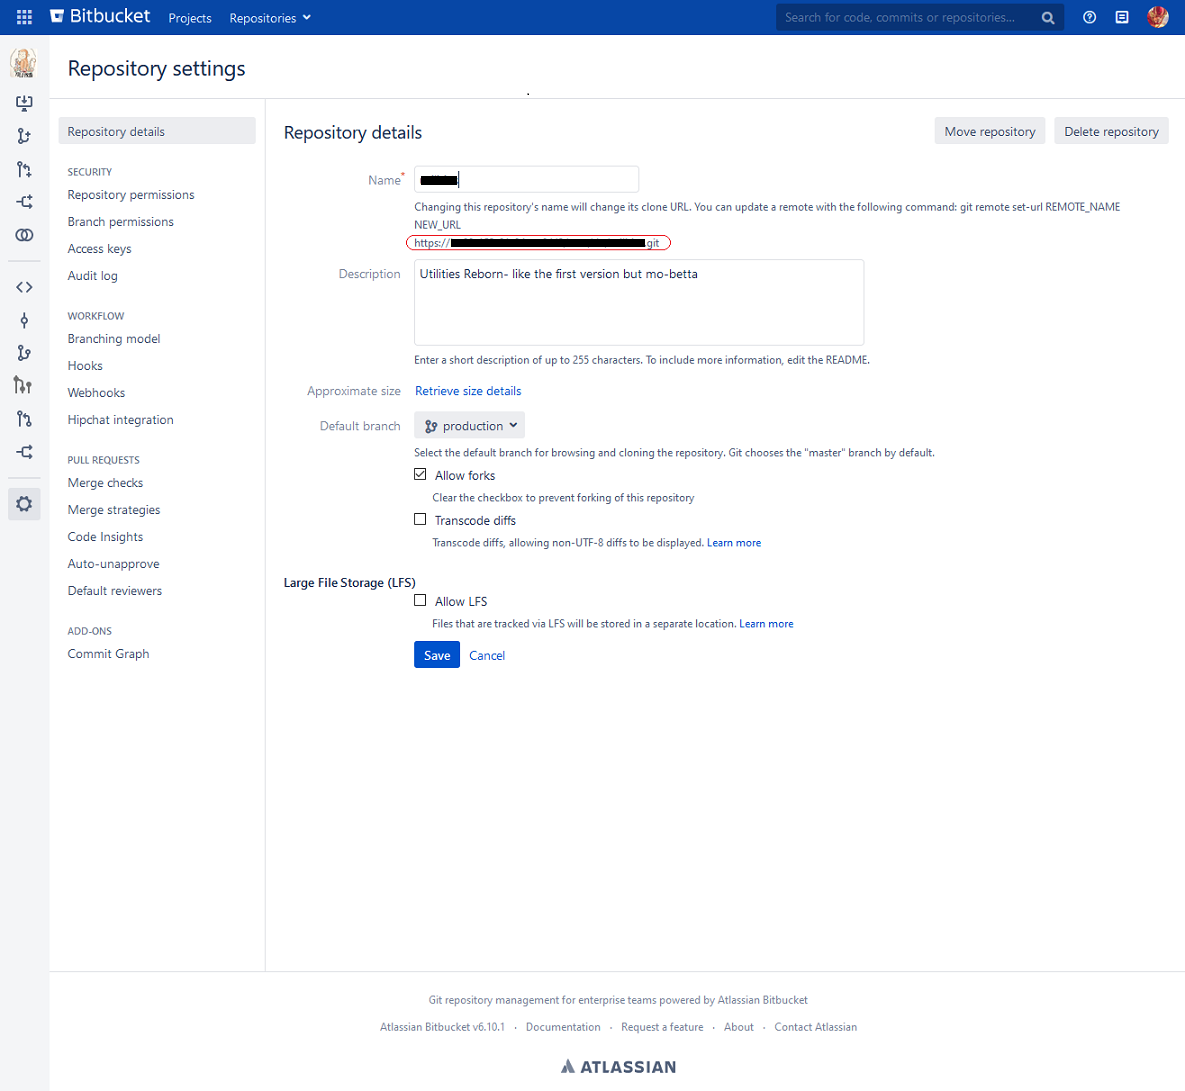 Bitbucket Projects Repositories Search for code, commits or repositories...
Repository settings
Repository details
SECURITY
Repository permissions
Branch permissions
Access keys
Audit log
WORKFLOW
Branching model
Hooks
Webhooks
Hipchat integration
PULL REQUESTS
Merge checks
Merge strategies
Code Insights
Auto-unapprove
Default reviewers
ADD-ONS
Commit Graph
Repository details Move repository Delete repository
Name*
Changing this repository's name will change its clone URL. You can update a remote with the following command: git remote set-url REMOTE_NAME
NEW_URL
https:// .git
Description Utilities Reborn- like the first version but mo-betta
Enter a short description of up to 255 characters. To include more information, edit the README.
Approximate size Retrieve size details
Default branch production
Select the default branch for browsing and cloning the repository. Git chooses the "master" branch by default.
Allow forks
Clear the checkbox to prevent forking of this repository
Transcode diffs
Transcode diffs, allowing non-UTF-8 diffs to be displayed. Learn more
Large File Storage (LFS)
Allow LFS
Files that are tracked via LFS will be stored in a separate location. Learn more
Save Cancel
Git repository management for enterprise teams powered by Atlassian Bitbucket
Atlassian Bitbucket v6.10.1 · Documentation · Request a feature · About · Contact Atlassian
ATLASSIAN